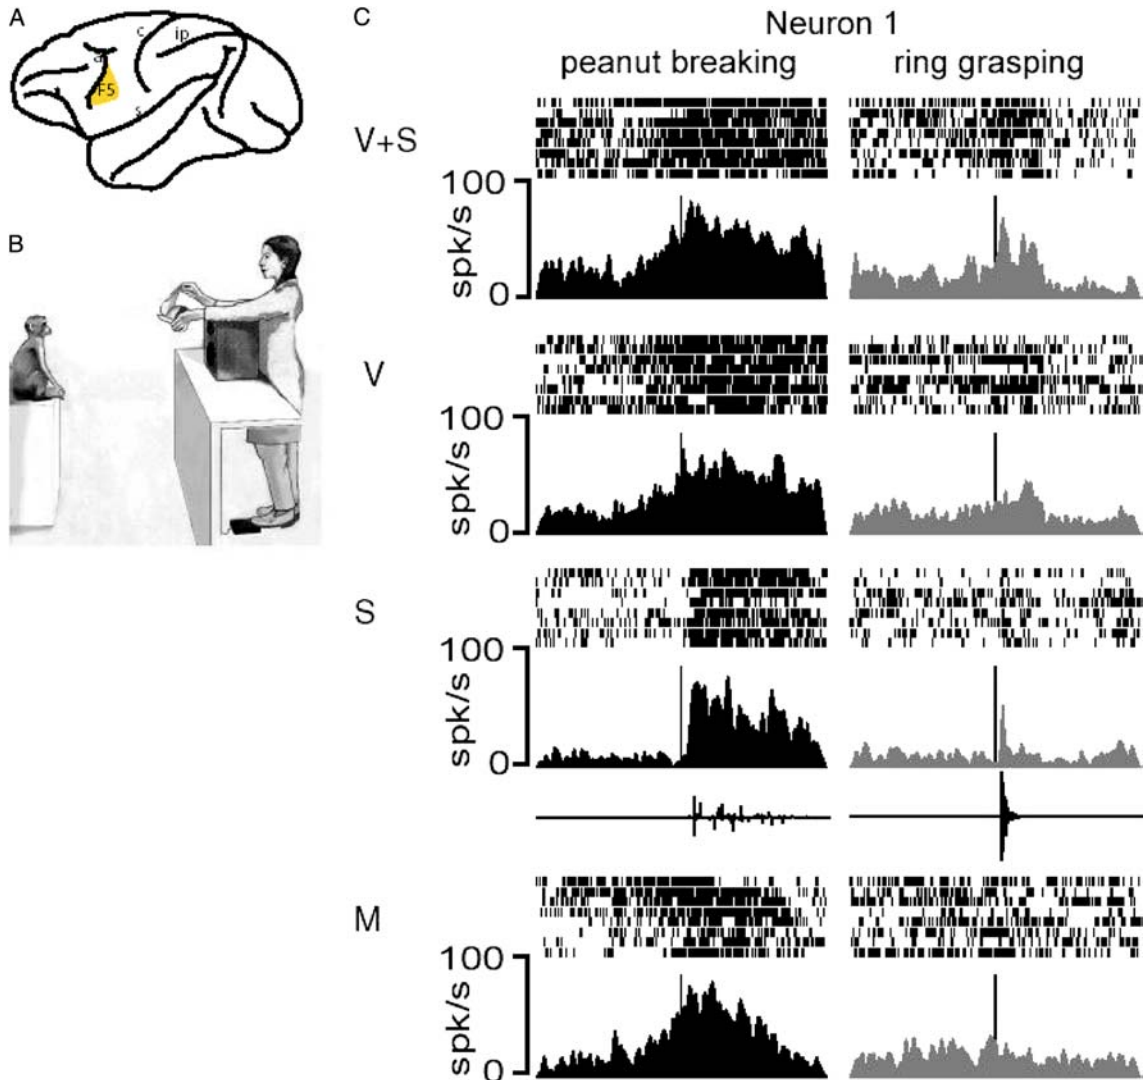 A
c
ip
a
F5
s
B
C
Neuron 1
peanut breaking
ring grasping
V+S
100
spk/s
0
V
100
spk/s
0
S
100
spk/s
0
M
100
spk/s
0